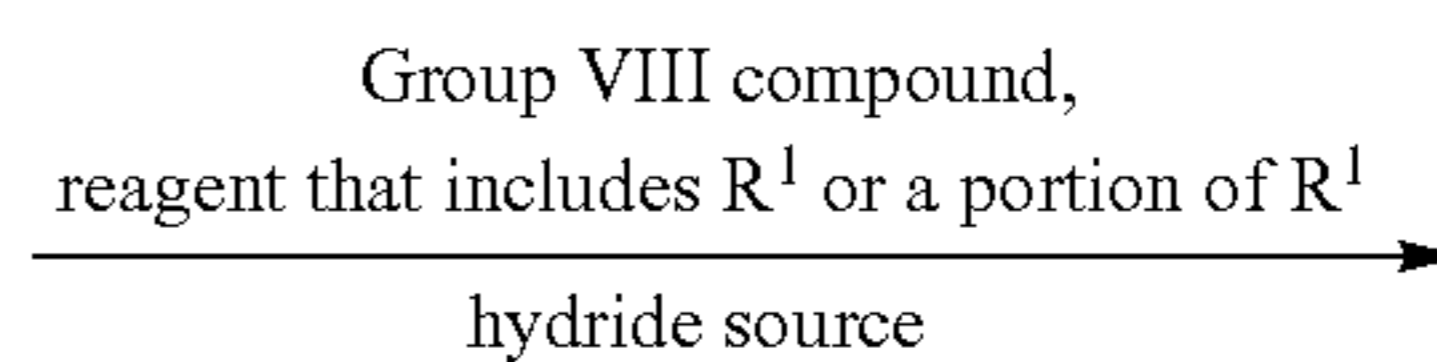 Group VIII compound,
reagent that includes R¹ or a portion of R¹
hydride source